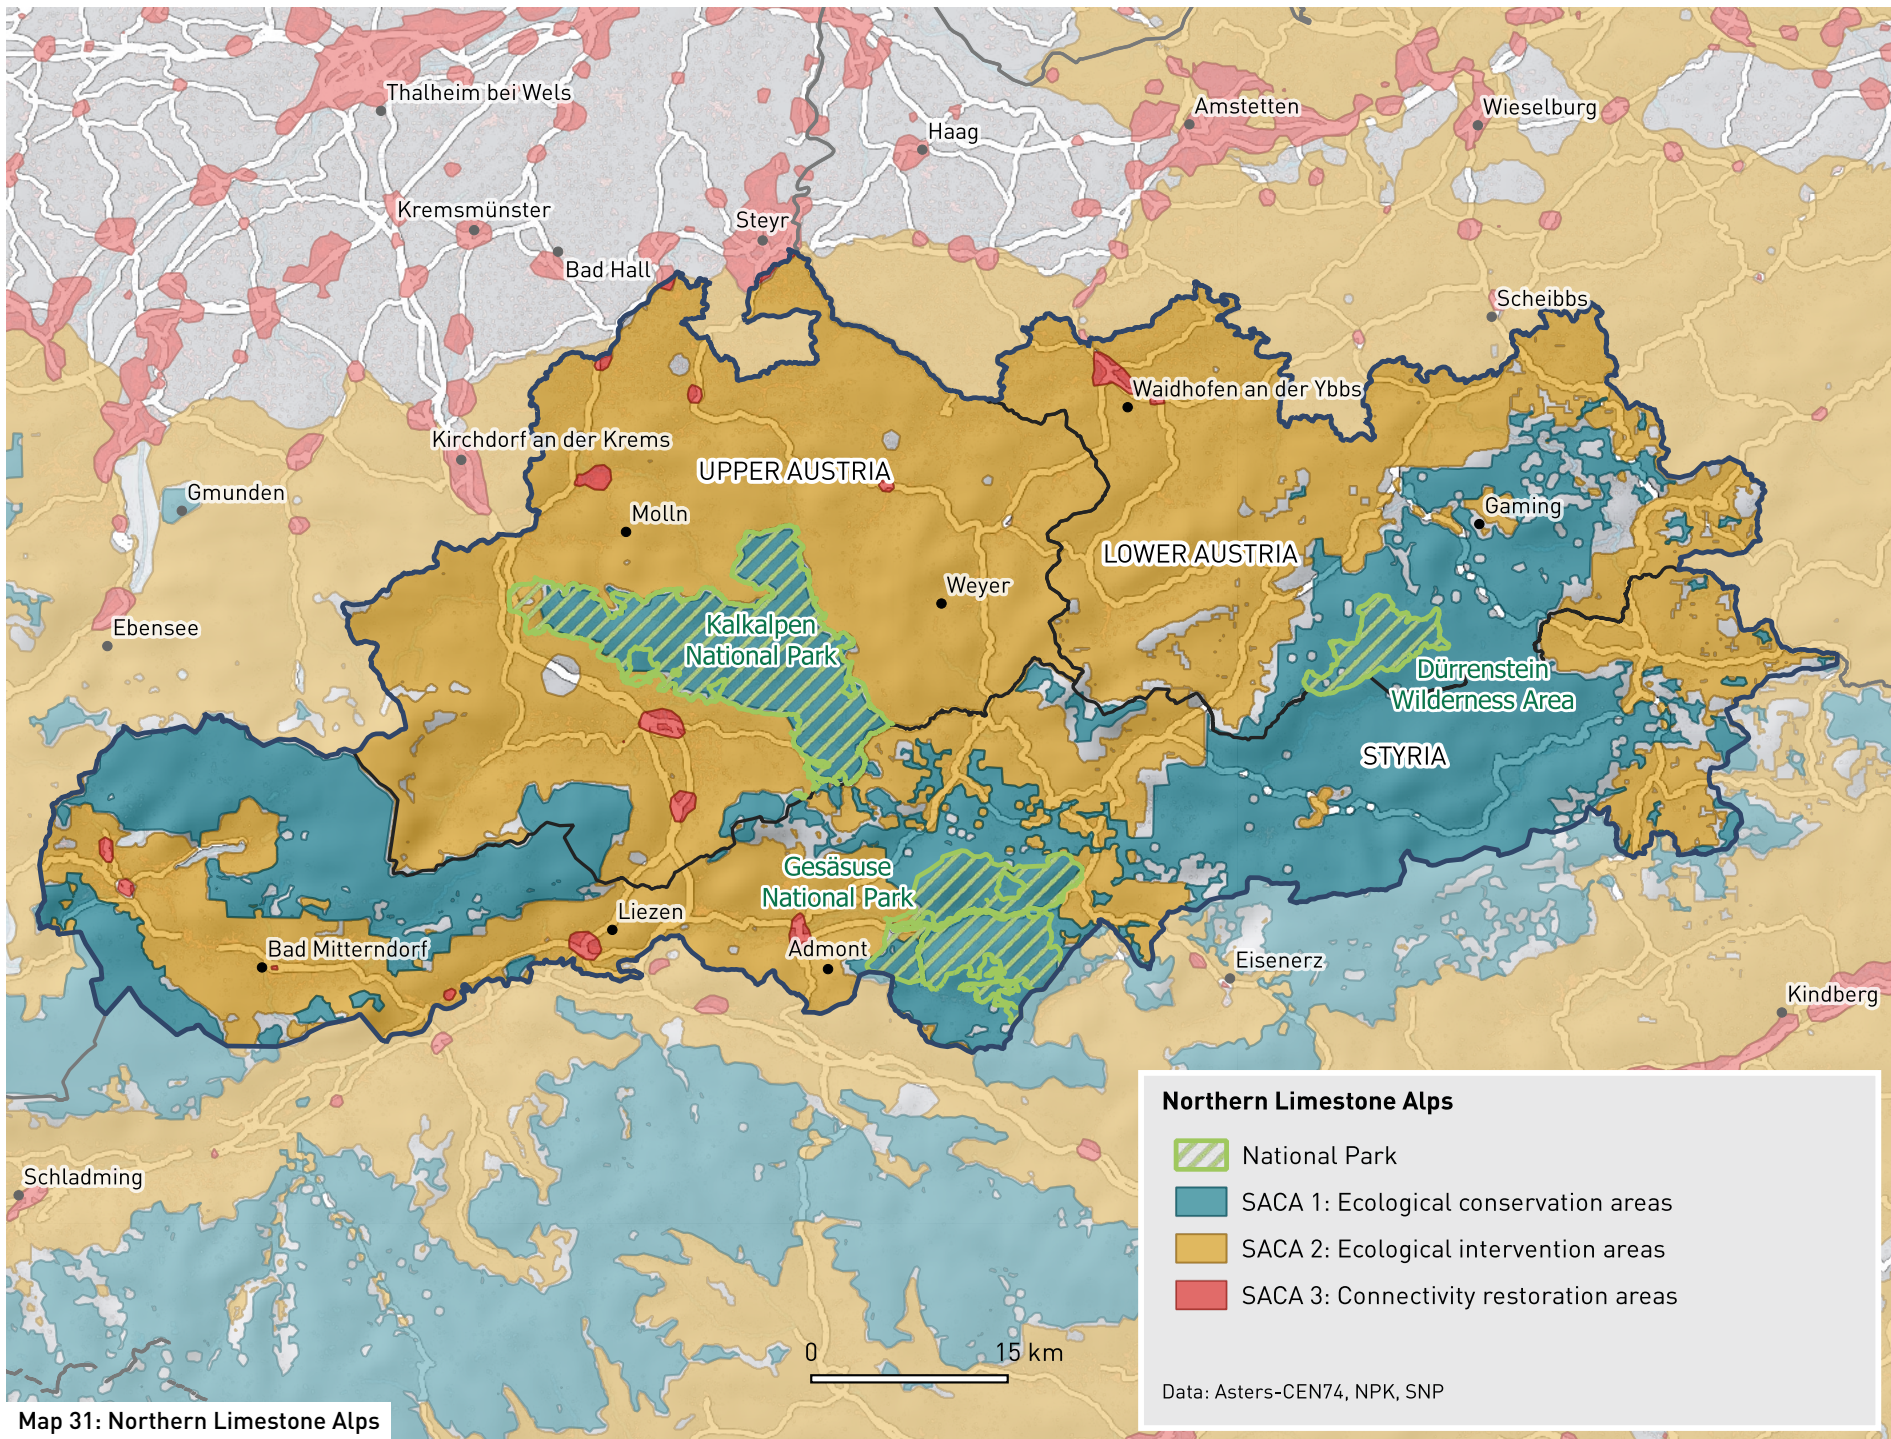 Thalheim bei Wels
Amstetten
Wieselburg
Haag
Kremsmünster
Steyr
Bad Hall
Scheibbs
Waidhofen an der Ybbs
Kirchdorf an der Krems
UPPER AUSTRIA
Gmunden
Molln
Gaming
LOWER AUSTRIA
Weyer
Ebensee
Kalkalpen
National Park
Dürrenstein
Wilderness Area
STYRIA
Gesäsuse
National Park
Liezen
Bad Mitterndorf
Admont
Eisenerz
Kindberg
Schladming
Northern Limestone Alps
National Park
SACA 1: Ecological conservation areas
SACA 2: Ecological intervention areas
SACA 3: Connectivity restoration areas
0 15 km
Data: Asters-CEN74, NPK, SNP
Map 31: Northern Limestone Alps